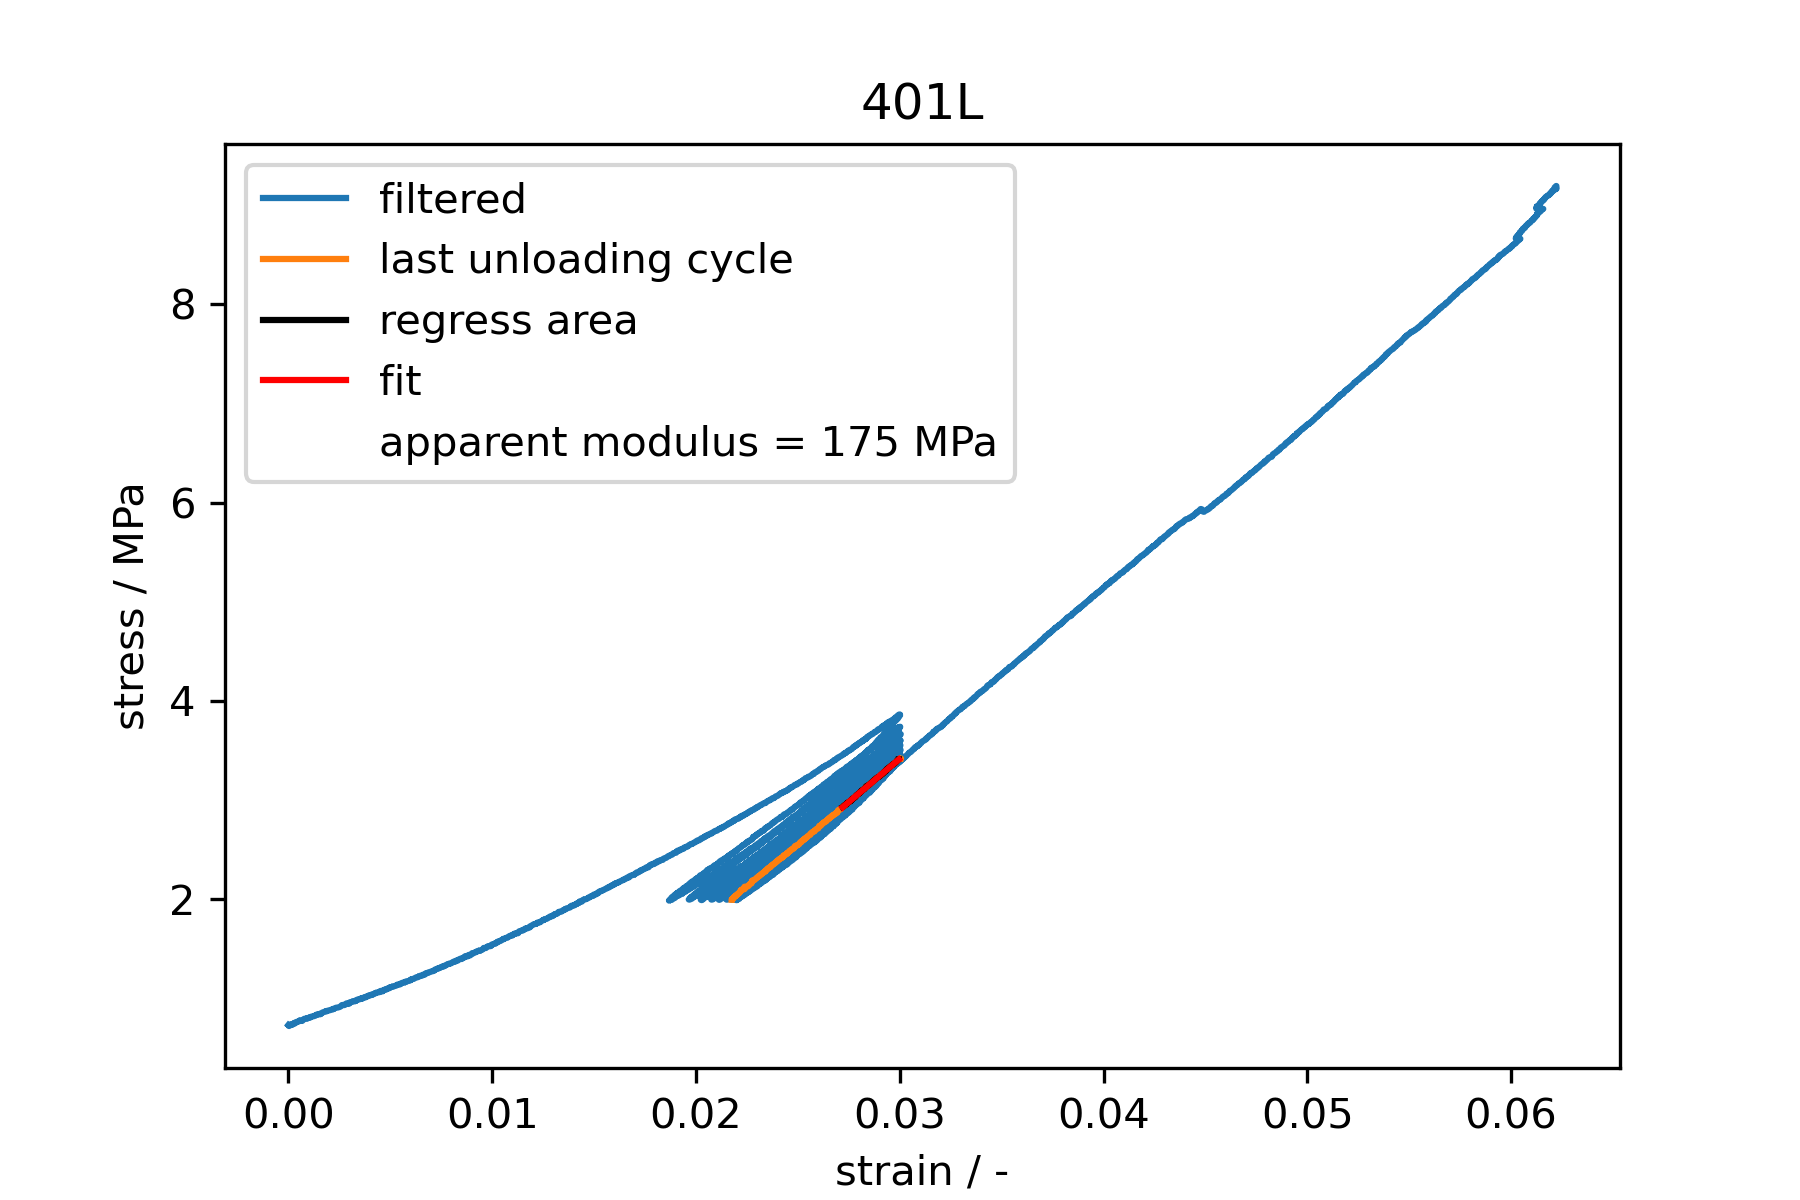 401L
filtered
last unloading cycle
regress area
fit
apparent modulus = 175 MPa
8
6
4
2
stress / MPa
0.00 0.01 0.02 0.03 0.04 0.05 0.06
strain / -